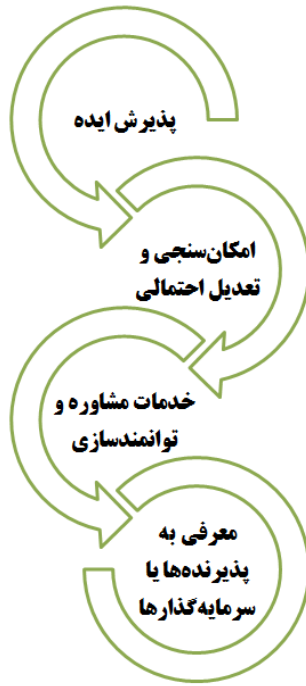 پذیرش ایده
امکان‌سنجی و
تعدیل احتمالی
خدمات مشاوره و
توانمندسازی
معرفی به
پذیرنده‌ها یا
سرمایه‌گذارها